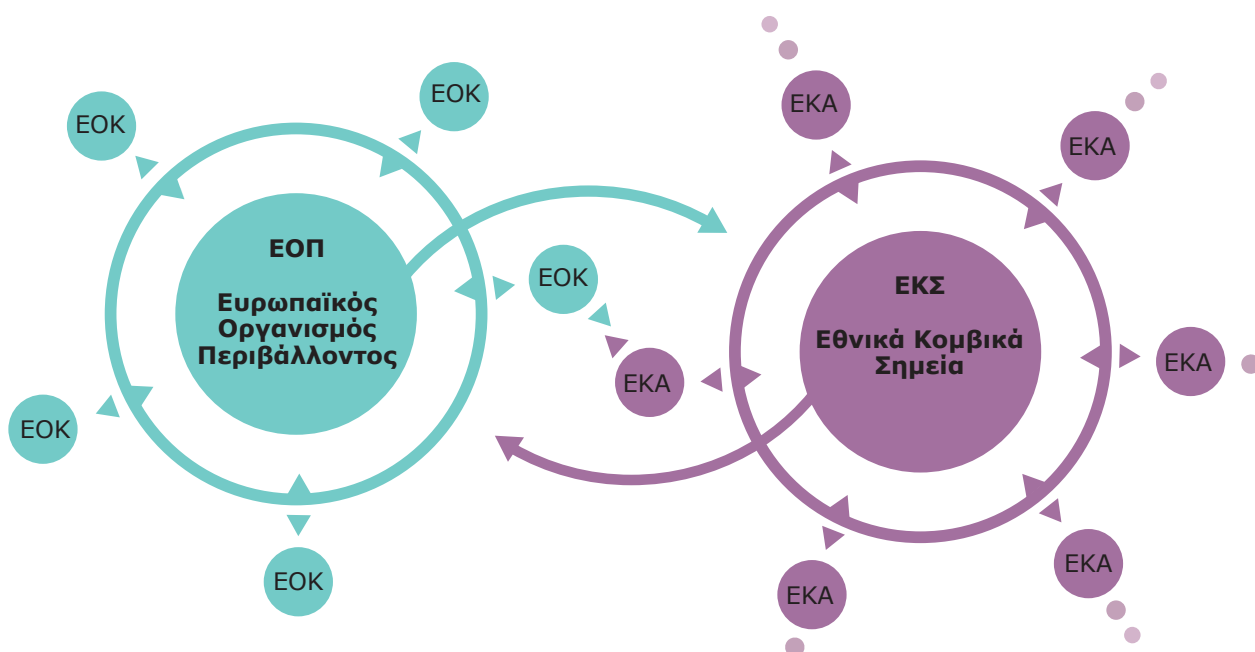 ΕΟΚ
ΕΟΚ
ΕΟΠ
Ευρωπαϊκός
Οργανισμός
Περιβάλλοντος
ΕΟΚ
ΕΟΚ
ΕΟΚ
ΕΚΑ
ΕΚΑ
ΕΚΑ
ΕΚΣ
Εθνικά Κομβικά
Σημεία
ΕΚΑ
ΕΚΑ
ΕΚΑ